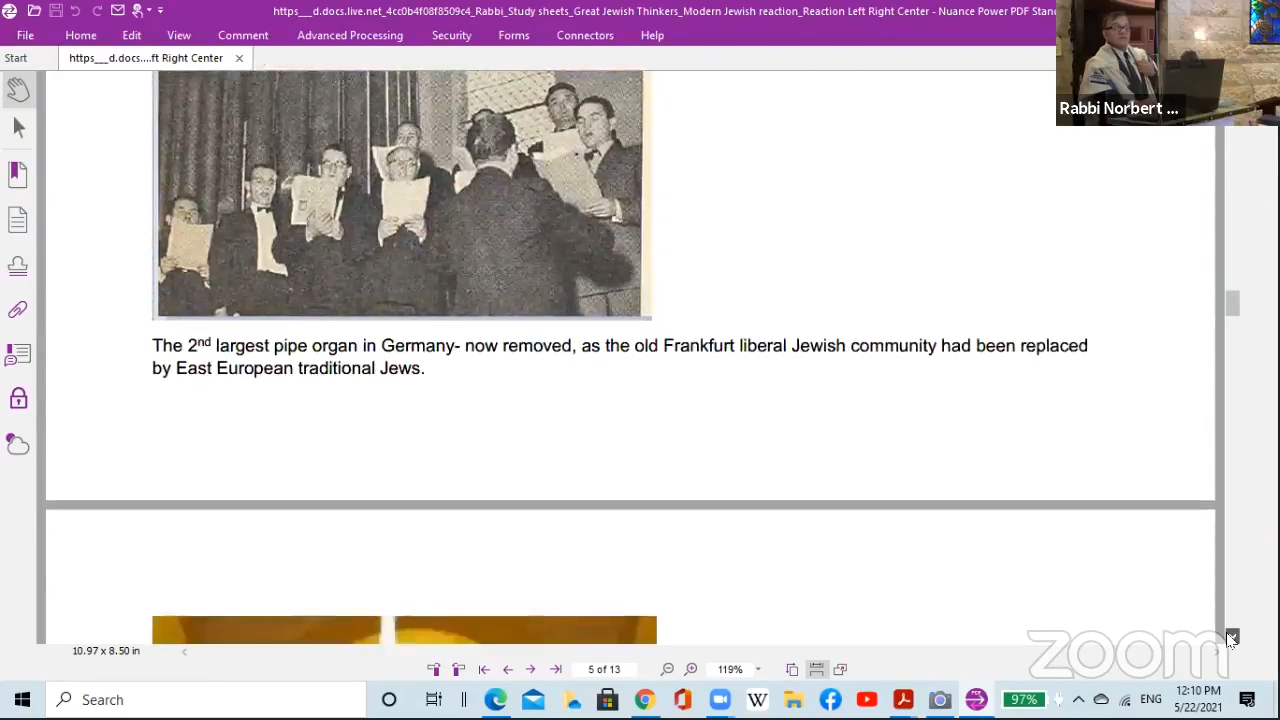 https___d.docs.live.net_4cc0b4f08f8509c4_Rabbi_Study sheets_Great Jewish Thinkers_Modern Jewish reaction_Reaction Left Right Center - Nuance Power PDF Stan
File Home Edit View Comment Advanced Processing Security Forms Connectors Help
Start https___d.docs....ft Right Center
Rabbi Norbert ...
The 2nd largest pipe organ in Germany- now removed, as the old Frankfurt liberal Jewish community had been replaced
by East European traditional Jews.
zoom
10.97 x 8.50 in
5 of 13 119%
Search
W
PDF
97% ENG
12:10 PM
5/22/2021